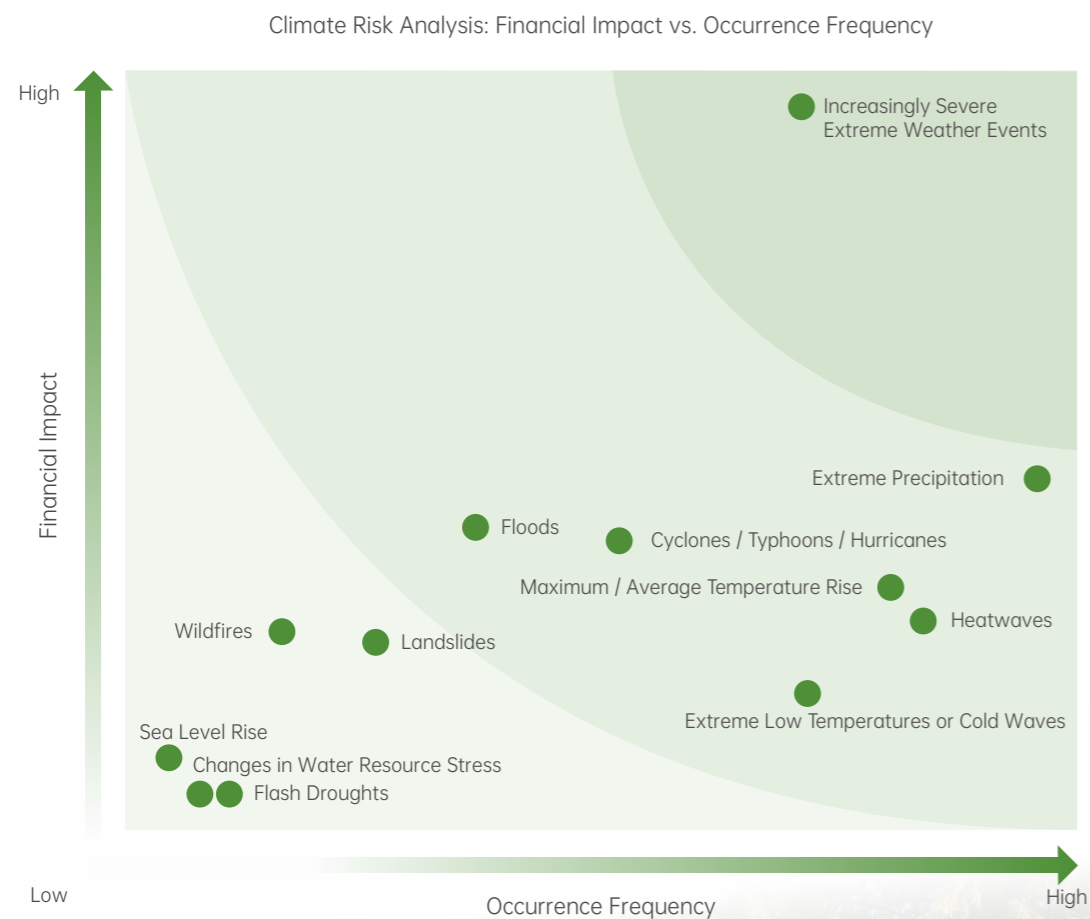 Climate Risk Analysis: Financial Impact vs. Occurrence Frequency
High
Increasingly Severe
Extreme Weather Events
Financial Impact
Extreme Precipitation
Floods
Cyclones / Typhoons / Hurricanes
Maximum / Average Temperature Rise
Heatwaves
Wildfires
Landslides
Extreme Low Temperatures or Cold Waves
Sea Level Rise
Changes in Water Resource Stress
Flash Droughts
Low
Occurrence Frequency
High